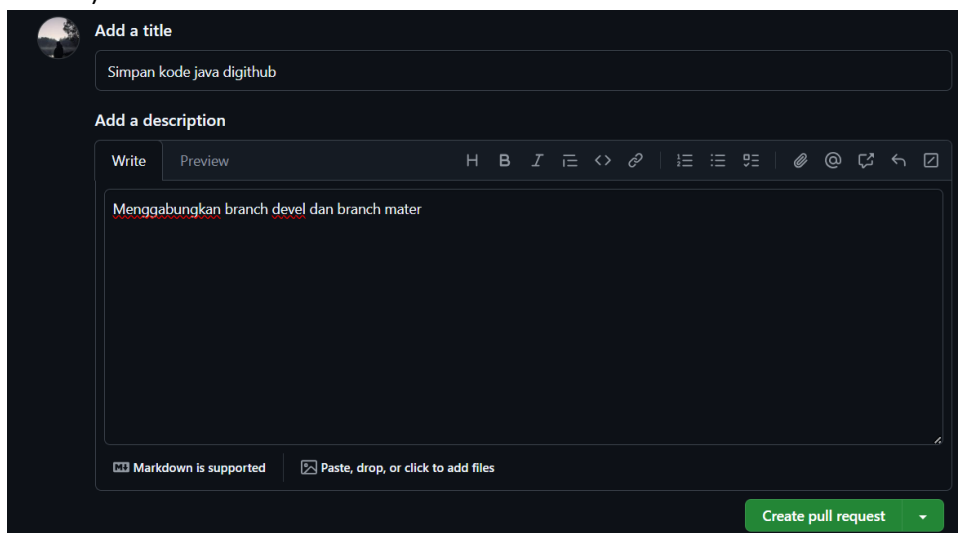 Add a title
Simpan kode java digithub
Add a description
Write Preview
Menggabungkan branch devel dan branch mater
Markdown is supported Paste, drop, or click to add files
Create pull request